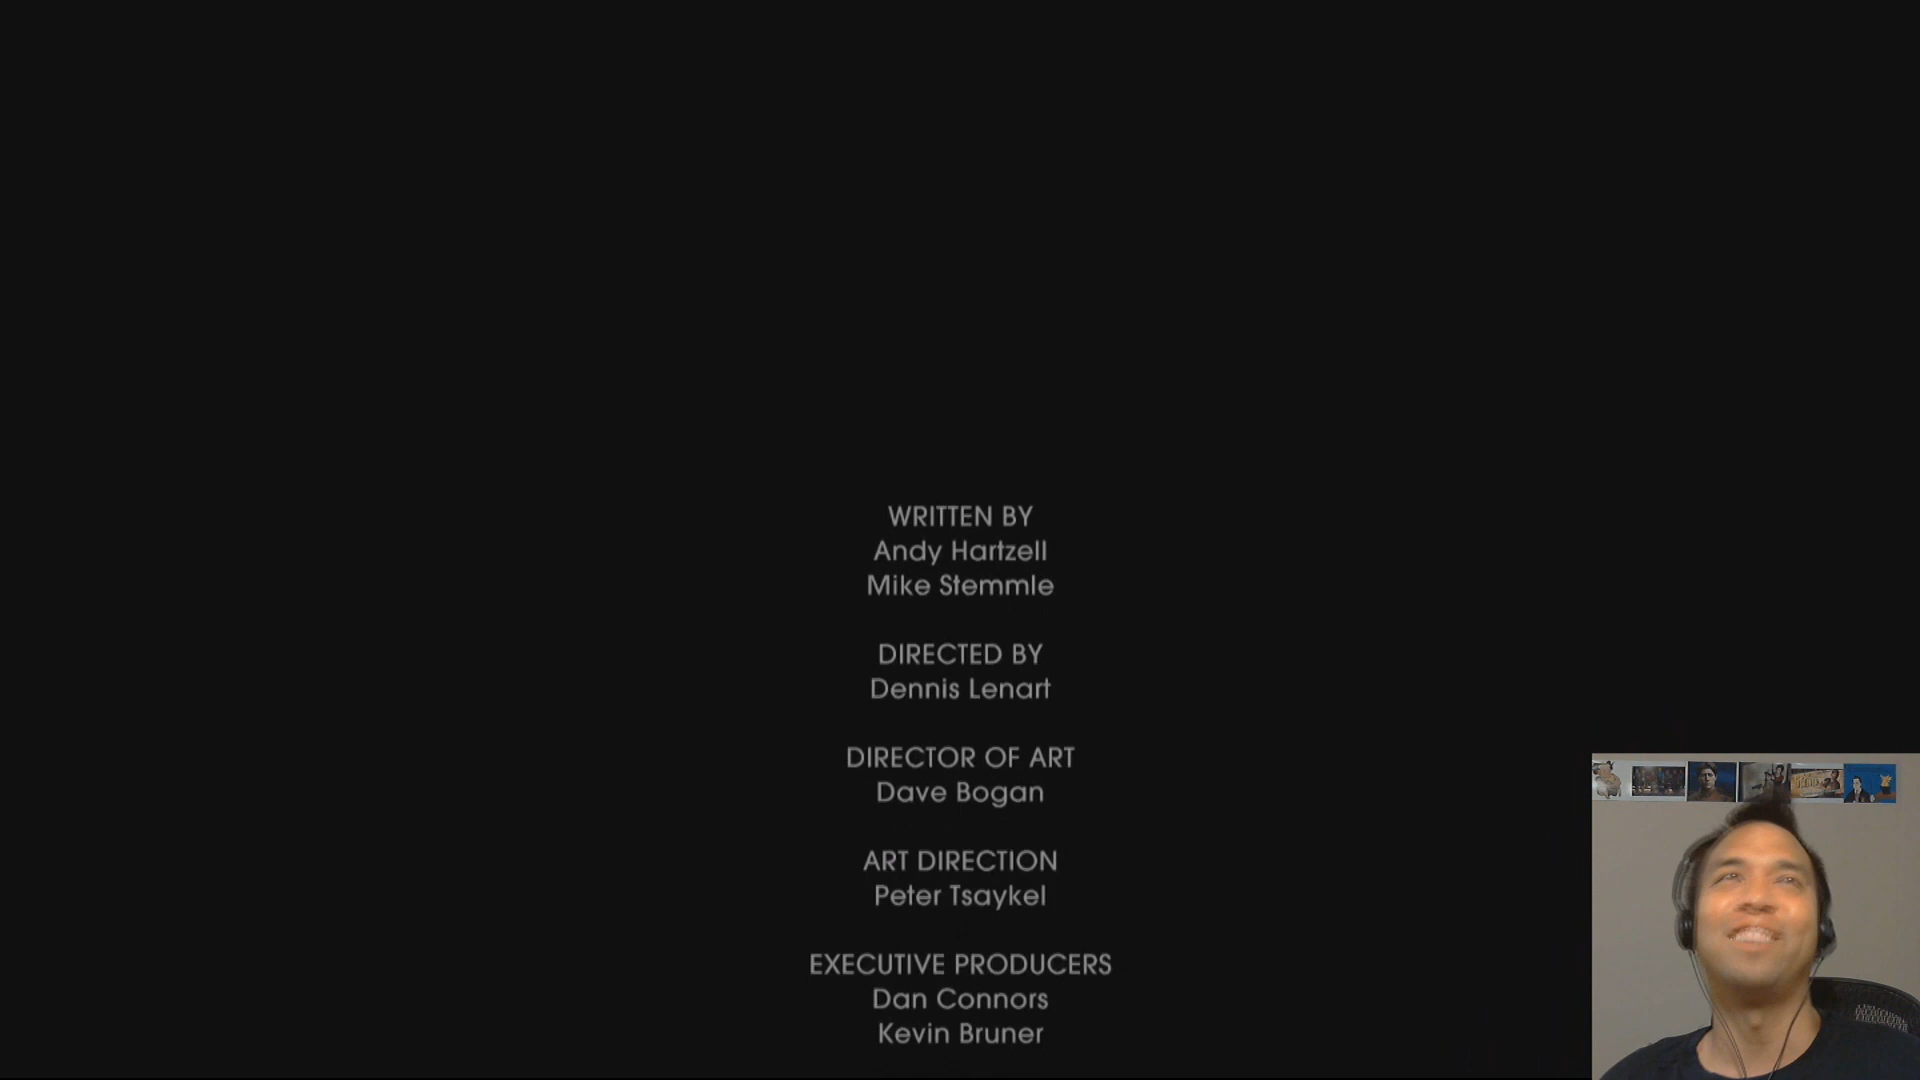 WRITTEN BY
Andy Hartzell
Mike Stemmle
DIRECTED BY
Dennis Lenart
DIRECTOR OF ART
Dave Bogan
ART DIRECTION
Peter Tsaykel
EXECUTIVE PRODUCERS
Dan Connors
Kevin Bruner